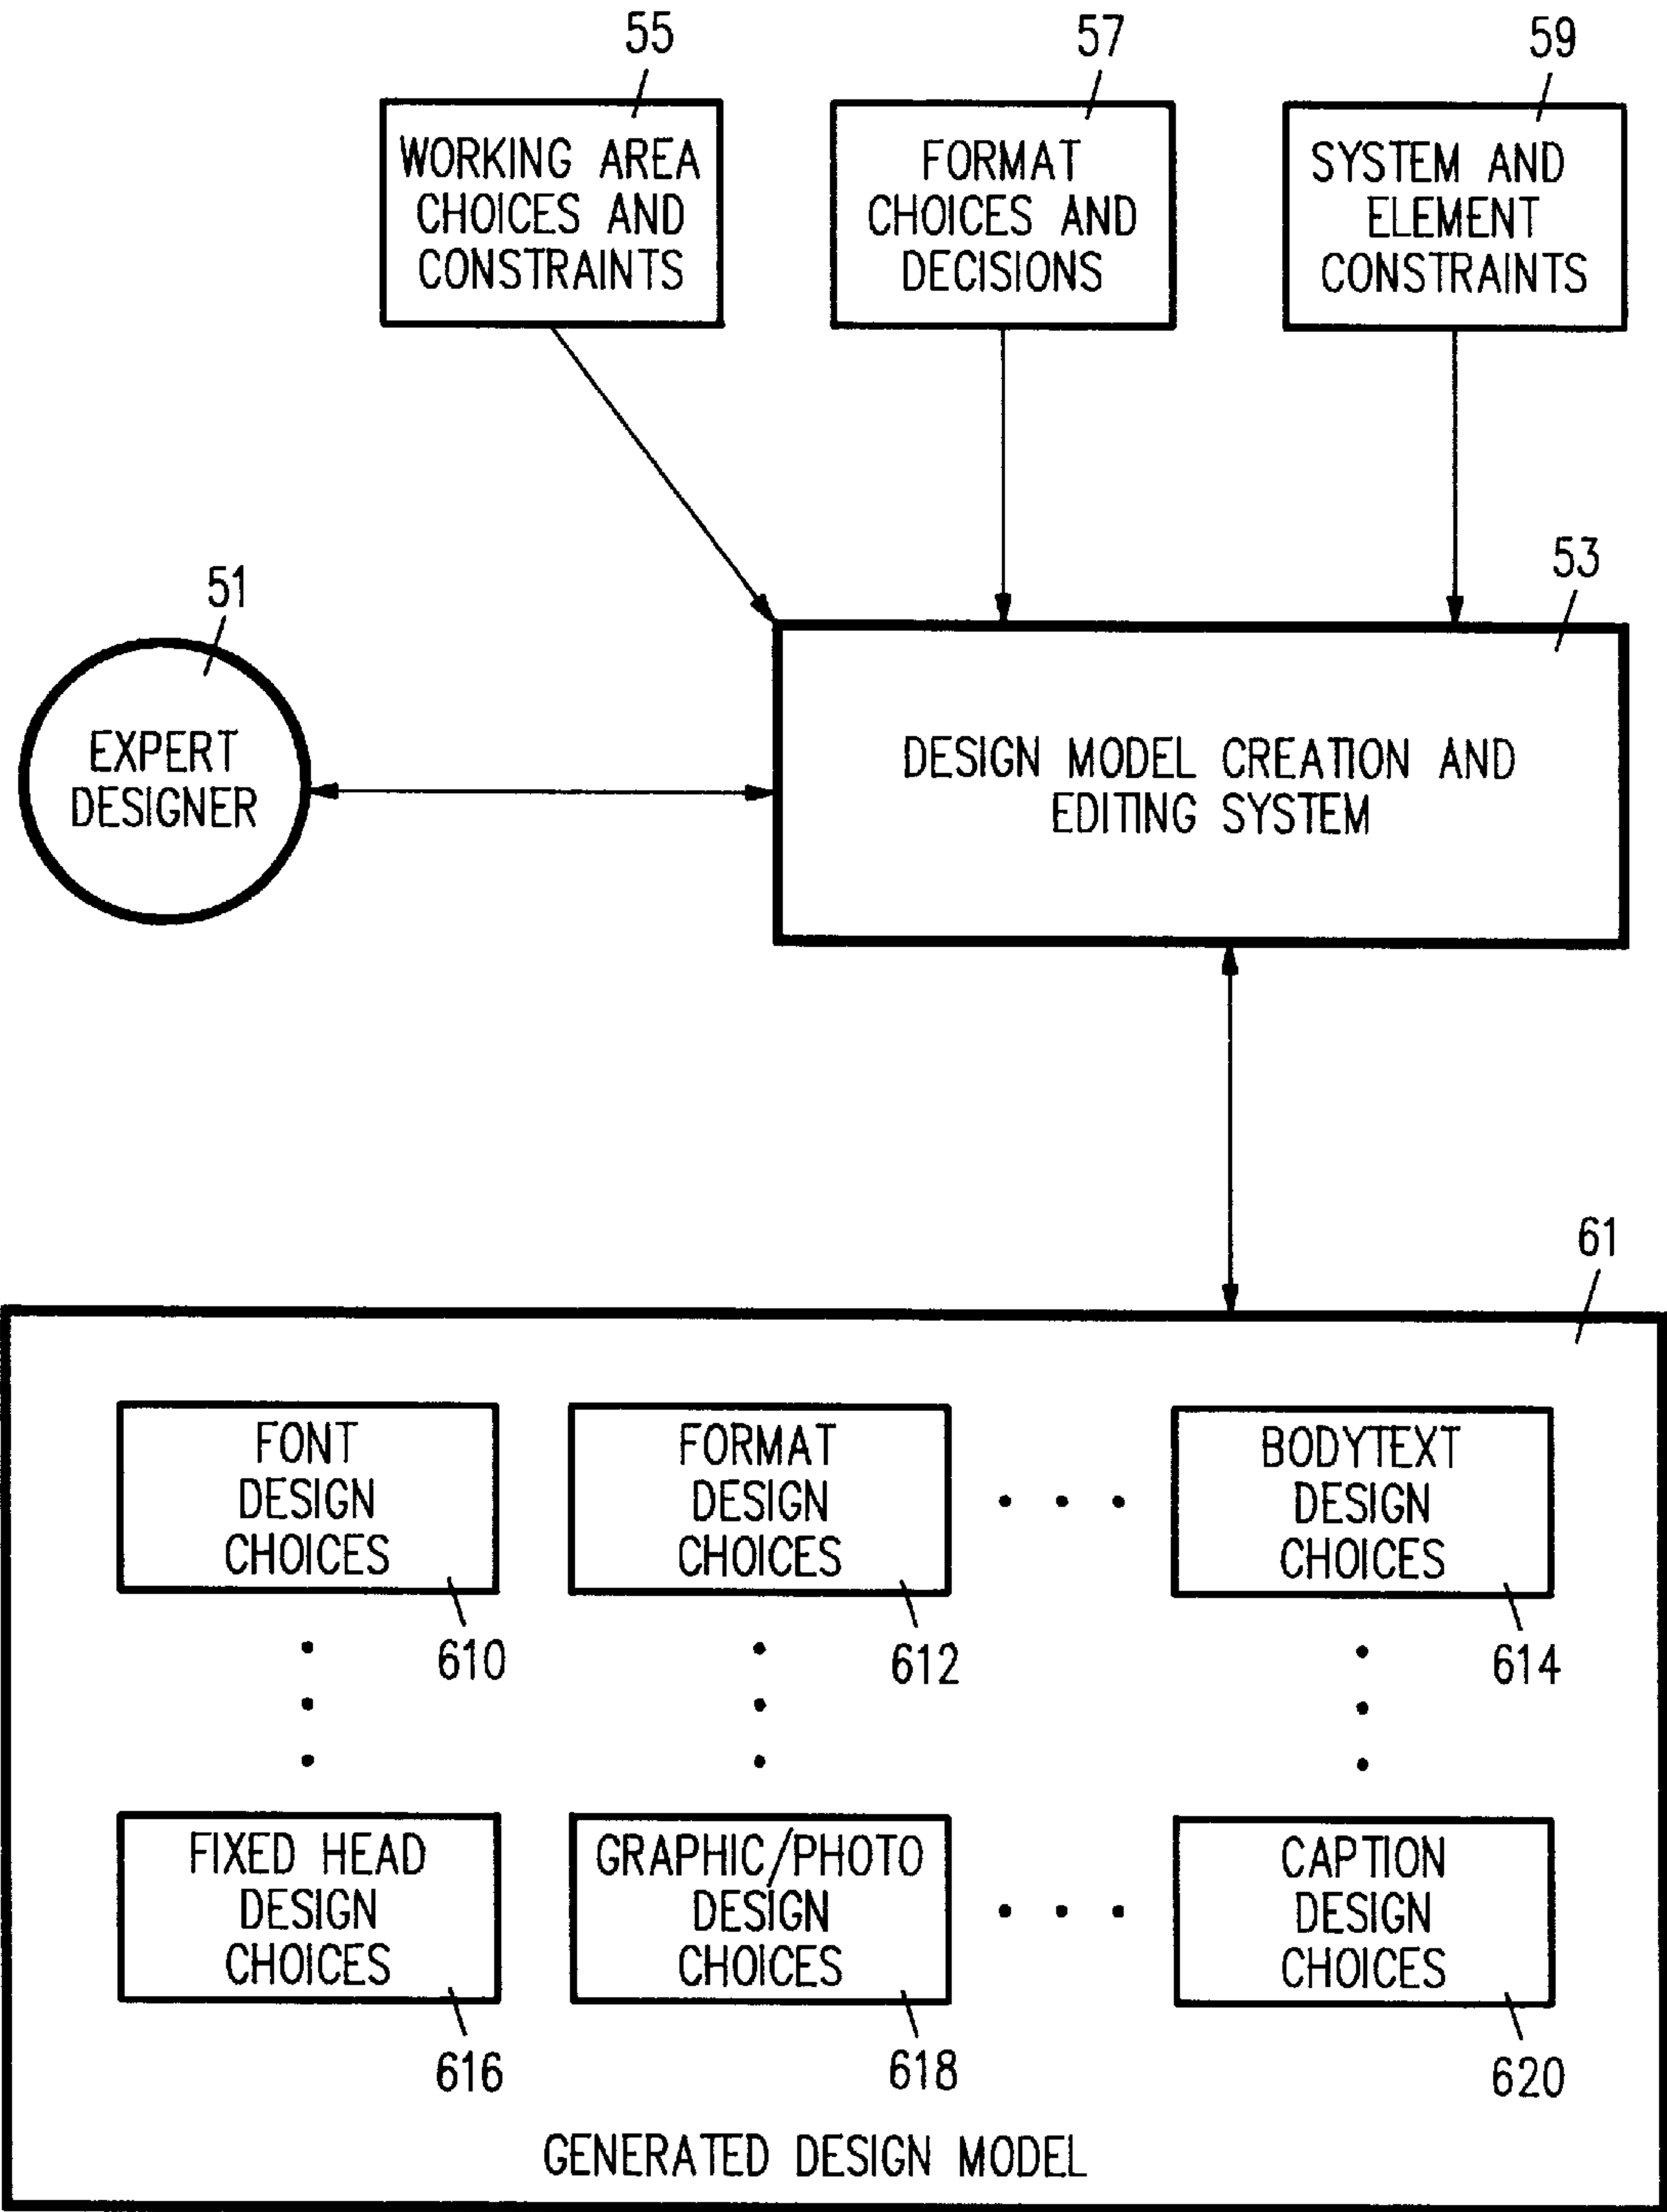 55
57
59
WORKING AREA
CHOICES AND
CONSTRAINTS
FORMAT
CHOICES AND
DECISIONS
SYSTEM AND
ELEMENT
CONSTRAINTS
51
53
EXPERT
DESIGNER
DESIGN MODEL CREATION AND
EDITING SYSTEM
61
FONT
DESIGN
CHOICES
610
FORMAT
DESIGN
CHOICES
612
BODYTEXT
DESIGN
CHOICES
614
FIXED HEAD
DESIGN
CHOICES
616
GRAPHIC/PHOTO
DESIGN
CHOICES
618
CAPTION
DESIGN
CHOICES
620
GENERATED DESIGN MODEL